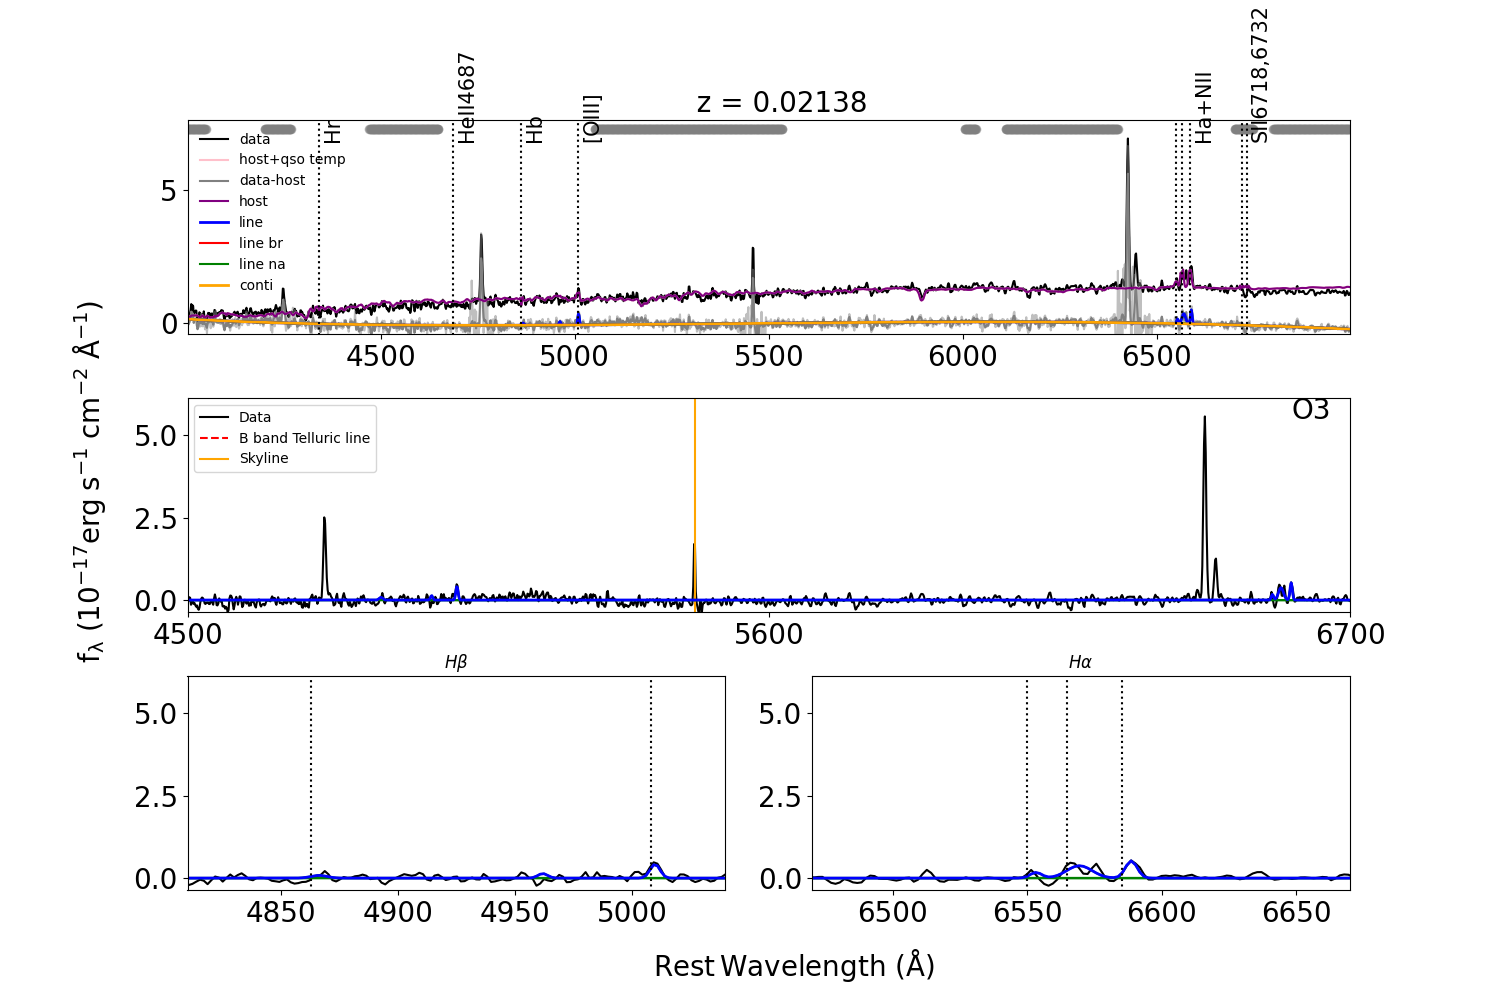 z = 0.02138
Hr
HeII4687
Hb
[OIII]
Ha+NII
SII6718,6732
data
host+qso temp
data-host
host
line
line br
line na
conti
5
0
4500 5000 5500 6000 6500
O3
Data
B band Telluric line
Skyline
5.0
2.5
0.0
4500 5600 6700
fλ (10−17erg s−1 cm−2 Å−1)
Hβ
5.0
2.5
0.0
4850 4900 4950 5000
Hα
5.0
2.5
0.0
6500 6550 6600 6650
Rest Wavelength (Å)